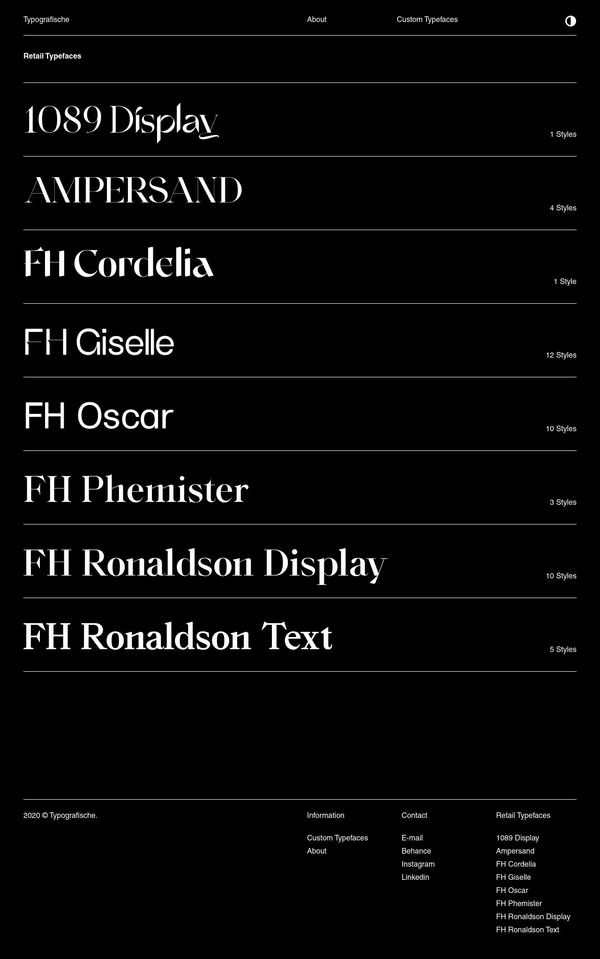 Typografische About Custom Typefaces
Retail Typefaces
1089 Display
1 Styles
AMPERSAND
4 Styles
FH Cordelia
1 Style
FH Giselle
12 Styles
FH Oscar
10 Styles
FH Phemister
3 Styles
FH Ronaldson Display
10 Styles
FH Ronaldson Text
5 Styles
2020 © Typografische.
Information
Custom Typefaces
About
Contact
E-mail
Behance
Instagram
Linkedin
Retail Typefaces
1089 Display
Ampersand
FH Cordelia
FH Giselle
FH Oscar
FH Phemister
FH Ronaldson Display
FH Ronaldson Text